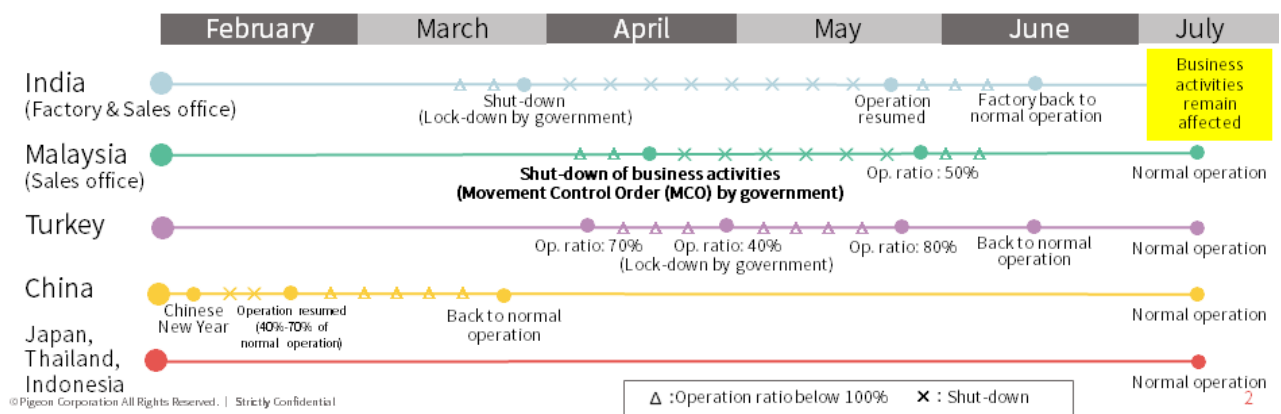 February March April May June July
India
(Factory & Sales office)
Shut-down
(Lock-down by government)
Operation
resumed
Factory back to
normal operation
Business
activities
remain
affected
Malaysia
(Sales office)
Shut-down of business activities
(Movement Control Order (MCO) by government)
Op. ratio : 50%
Normal operation
Turkey
Op. ratio: 70%
Op. ratio: 40%
(Lock-down by government)
Op. ratio: 80%
Back to normal
operation
Normal operation
China
Chinese
New Year
Operation resumed
(40%-70% of
normal operation)
Back to normal
operation
Normal operation
Japan,
Thailand,
Indonesia
Normal operation
©Pigeon Corporation All Rights Reserved. | Strictly Confidential
Δ :Operation ratio below 100% ✕ : Shut-down
2